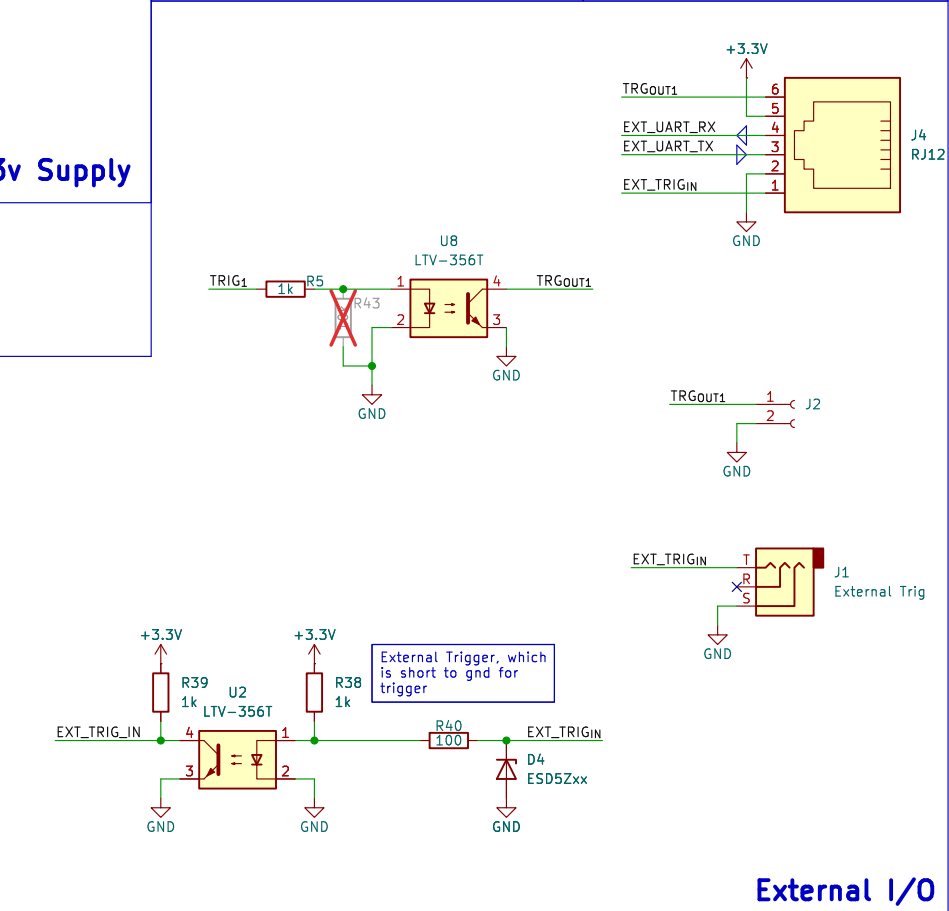 3v Supply
+3.3V
TRGOUT1
6
5
EXT_UART_RX
4
EXT_UART_TX
3
2
EXT_TRIGIN
1
J4
RJ12
GND
U8
LTV-356T
TRIG1
R5
1k
1
4
TRGOUT1
R43
2
3
GND
GND
TRGOUT1
1
J2
2
GND
EXT_TRIGIN
T
R
S
J1
External Trig
GND
+3.3V
+3.3V
External Trigger, which
is short to gnd for
trigger
R39
1k
U2
LTV-356T
R38
1k
EXT_TRIG_IN
4
1
R40
100
EXT_TRIGIN
3
2
D4
ESD5Zxx
GND
GND
GND
External I/O